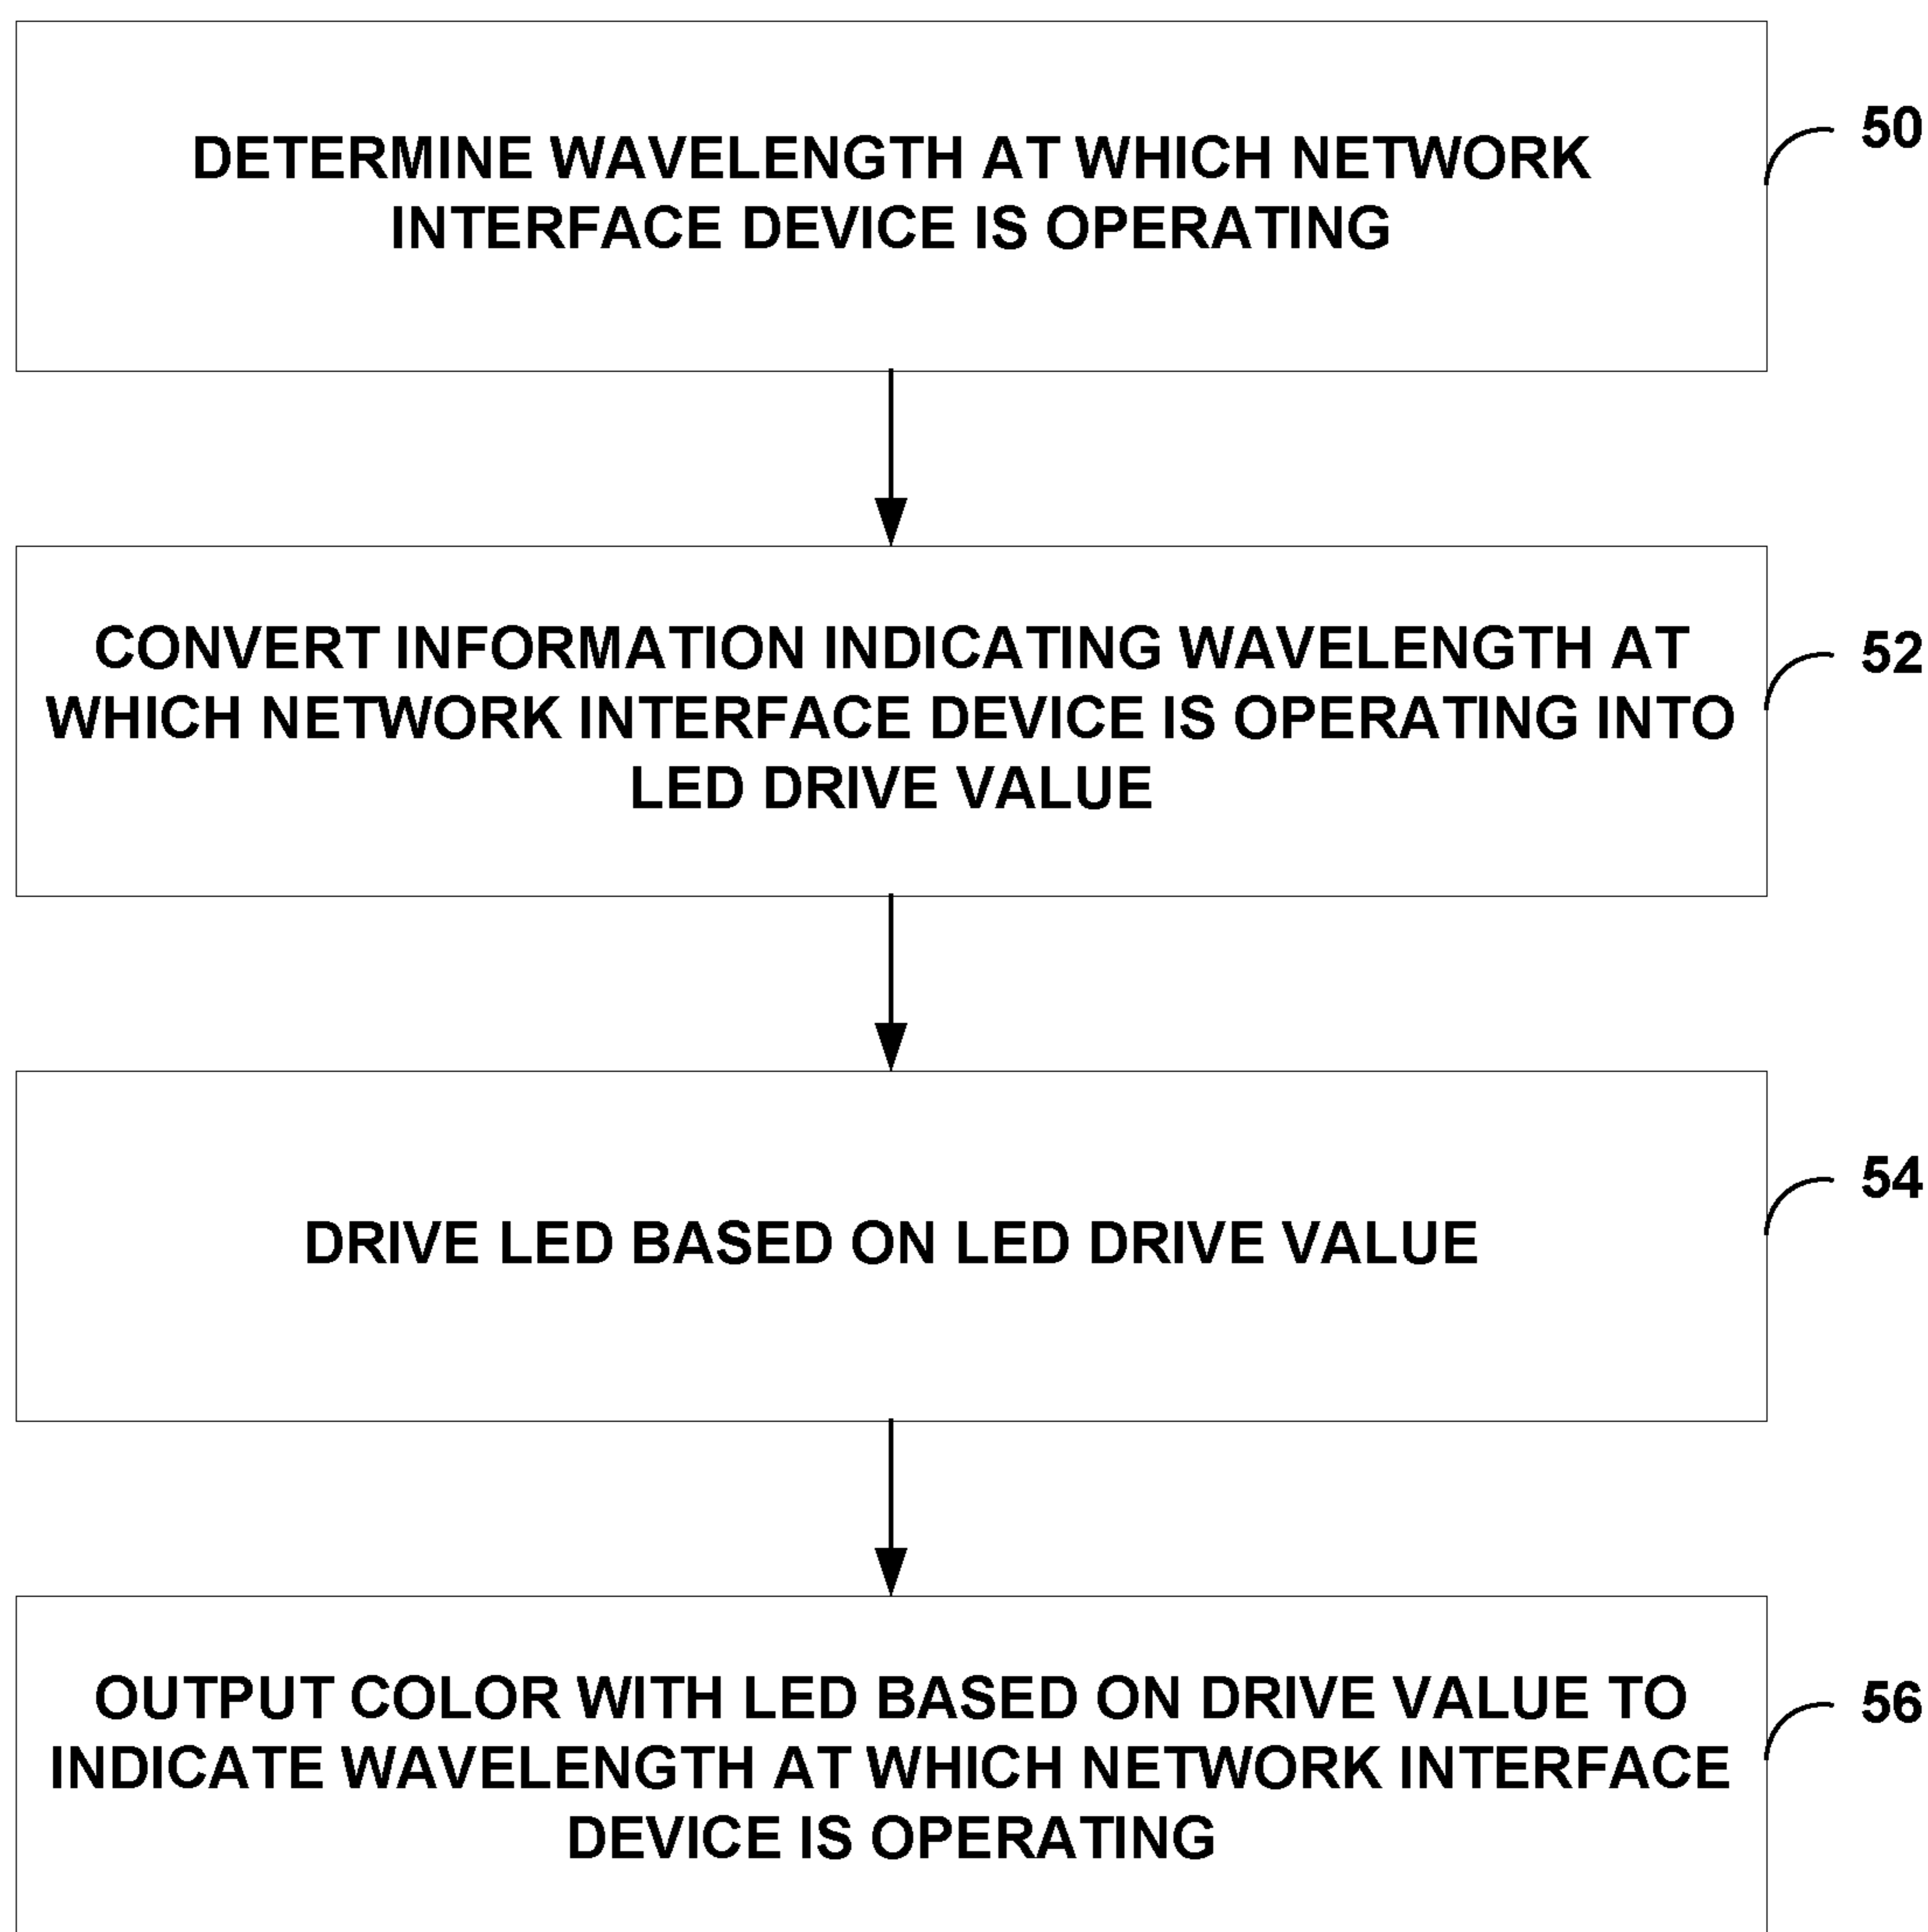 DETERMINE WAVELENGTH AT WHICH NETWORK
INTERFACE DEVICE IS OPERATING
50
CONVERT INFORMATION INDICATING WAVELENGTH AT
WHICH NETWORK INTERFACE DEVICE IS OPERATING INTO
LED DRIVE VALUE
52
DRIVE LED BASED ON LED DRIVE VALUE
54
OUTPUT COLOR WITH LED BASED ON DRIVE VALUE TO
INDICATE WAVELENGTH AT WHICH NETWORK INTERFACE
DEVICE IS OPERATING
56